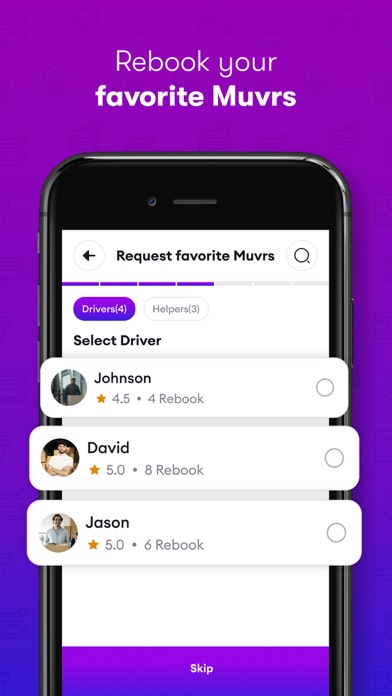 Rebook your
favorite Muvrs
Request favorite Muvrs
Drivers(4) Helpers(3)
Select Driver
Johnson
4.5 • 4 Rebook
David
5.0 • 8 Rebook
Jason
5.0 • 6 Rebook
Skip